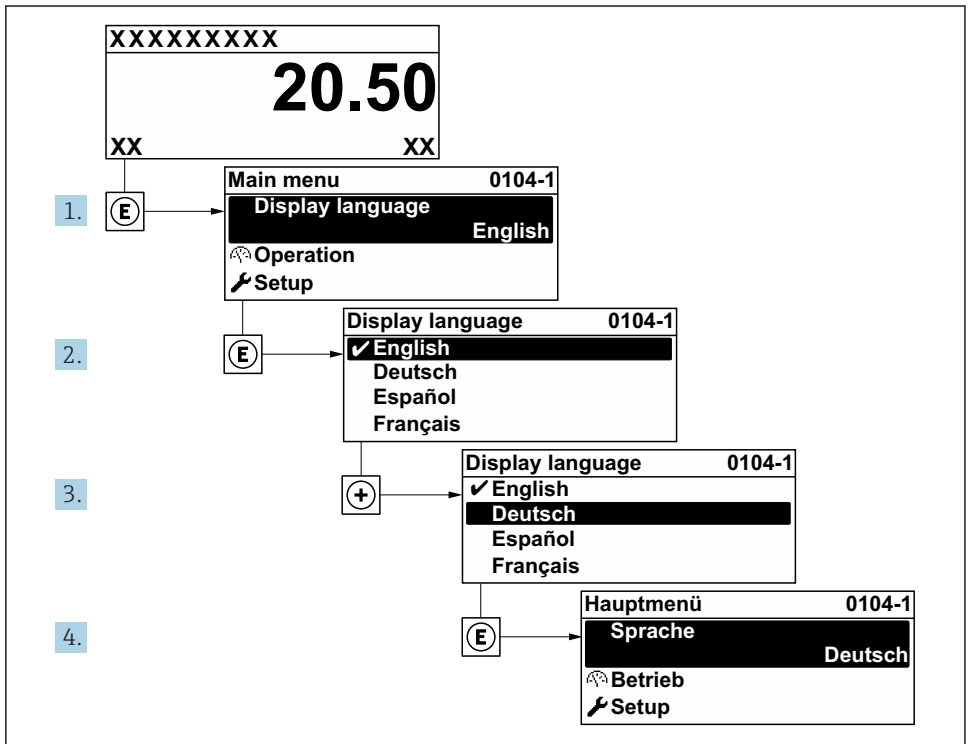 XXXXXXXXX
20.50
XX XX
1. E
Main menu 0104-1
Display language
English
Operation
Setup
2. E
Display language 0104-1
✔English
Deutsch
Español
Français
3. +
Display language 0104-1
✔English
Deutsch
Español
Français
4. E
Hauptmenü 0104-1
Sprache
Deutsch
Betrieb
Setup